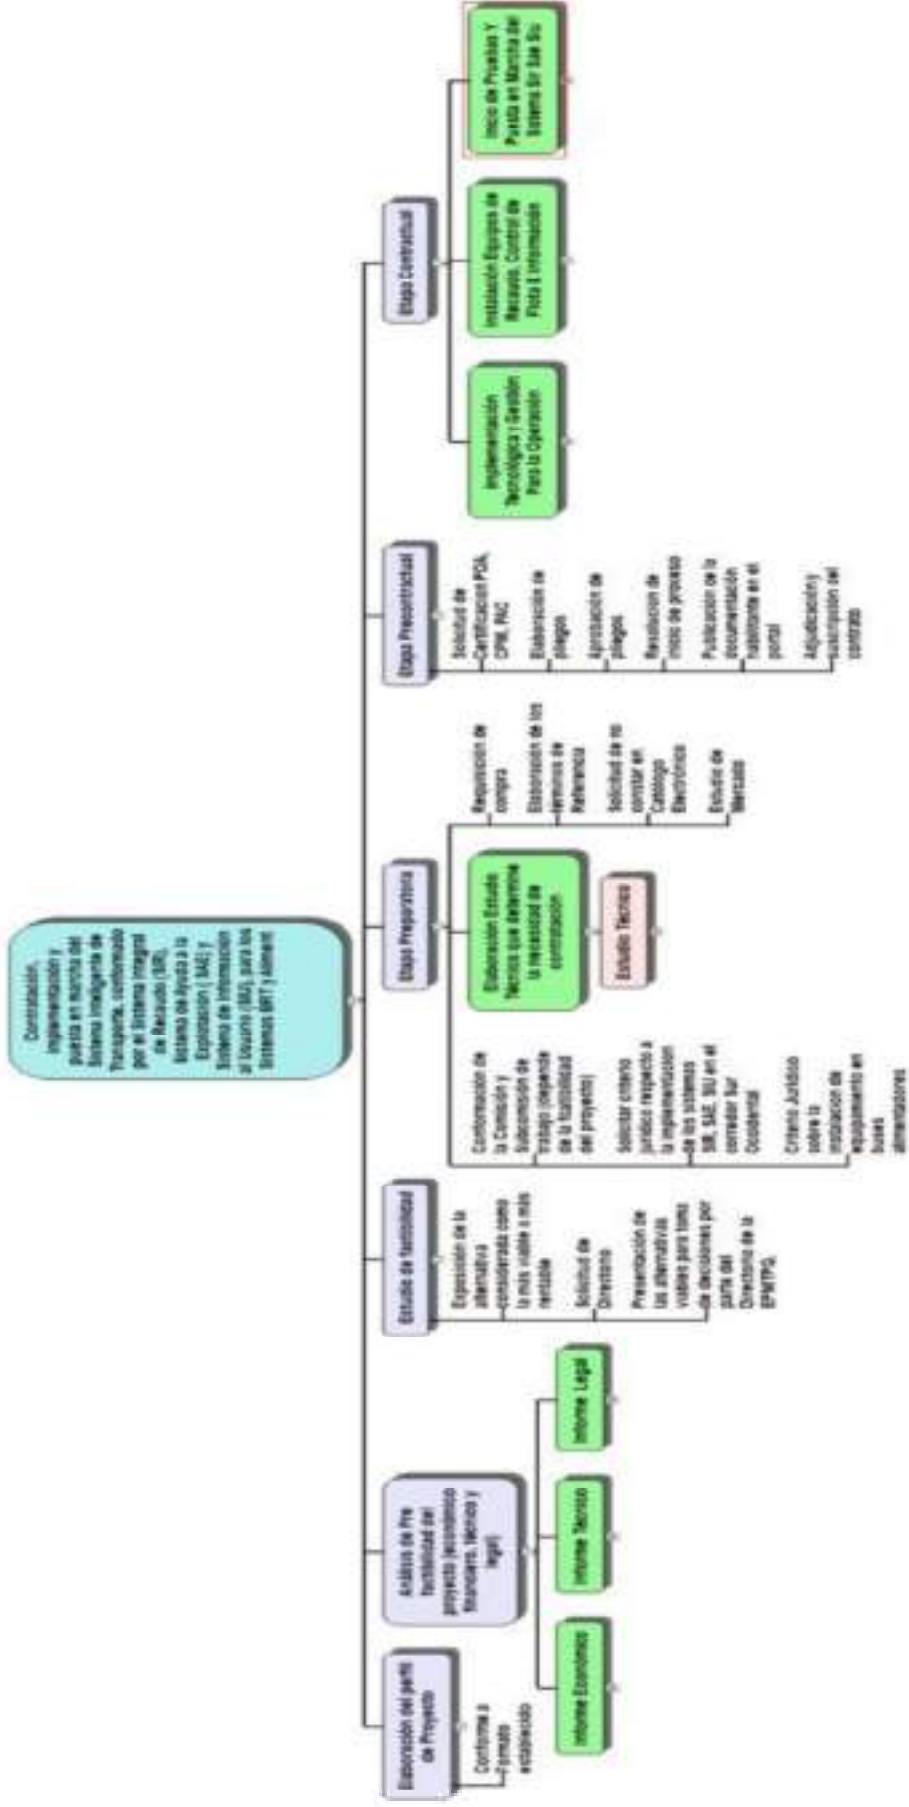 Contratación,
implementación y
puesta en marcha del
Sistema Inteligente de
Transporte, conformado
por el Sistema Integral
de Recaudo (SIR),
Sistema de Ayuda a la
Explotación ( SAE) y
Sistema de Información
al Usuario (SIU), para los
Sistemas BRT y Aliment
Elaboración del perfil
de Proyecto
Conforme a
Formato
establecido
Análisis de Pre
factibilidad del
proyecto (económico
financiero, técnico y
legal)
Informe Económico
Informe Técnico
Informe Legal
Estudio de factibilidad
Exposición de la
alternativa
considerada como
la más viable o más
rentable
Solicitud de
Directorio
Presentación de
las alternativas
viables para toma
de decisiones por
parte del
Directorio de la
EPMTPQ.
Etapa Preparatoria
Conformación de
la Comisión y
Subcomisión de
trabajo (depende
de la factibilidad
del proyecto)
Solicitar criterio
jurídico respecto a
la implementación
de los sistemas
SIR, SAE, SIU en el
corredor Sur
Occidental
Criterio Jurídico
sobre la
instalación de
equipamiento en
buses
alimentadores
Elaboración Estudio
Técnico que determine
la necesidad de
contratación
Estudio Técnico
Requisición de
compra
Elaboración de los
términos de
Referencia
Solicitud de no
constar en
Catálogo
Electrónico
Estudio de
Mercado
Etapa Precontractual
Solicitud de
Certificación POA,
CPM, PAC
Elaboración de
pliegos
Aprobación de
pliegos
Resolución de
inicio de proceso
Publicación de la
documentación
habilitante en el
portal
Adjudicación y
suscripción del
contrato
Etapa Contractual
Implementación
Tecnológica y Gestión
Para la Operación
Instalación Equipos de
Recaudo, Control de
Flota E Información
Inicio de Pruebas Y
Puesta en Marcha del
Sistema Sir Sae Siu